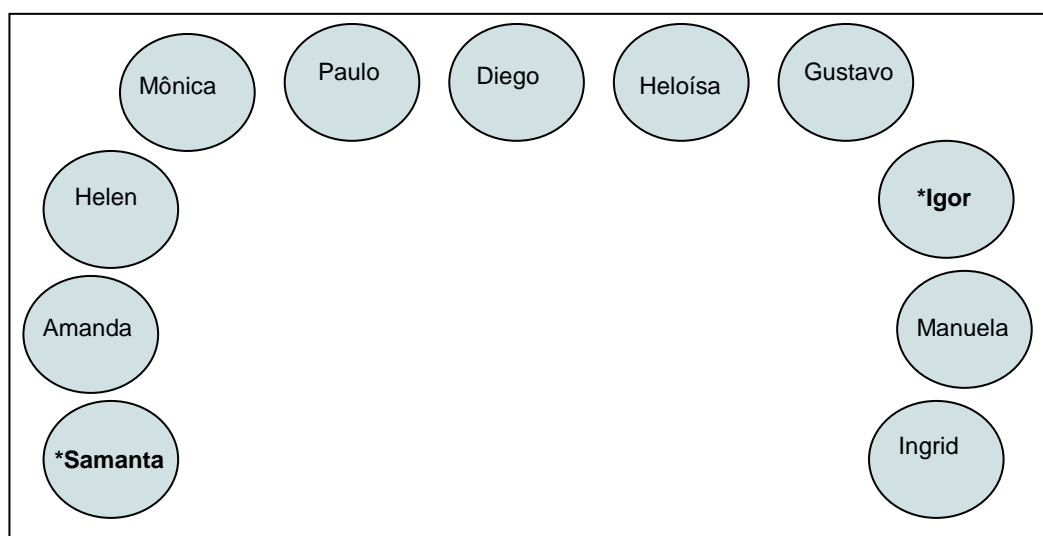 Mônica
Paulo
Diego
Heloísa
Gustavo
Helen
*Igor
Amanda
Manuela
*Samanta
Ingrid